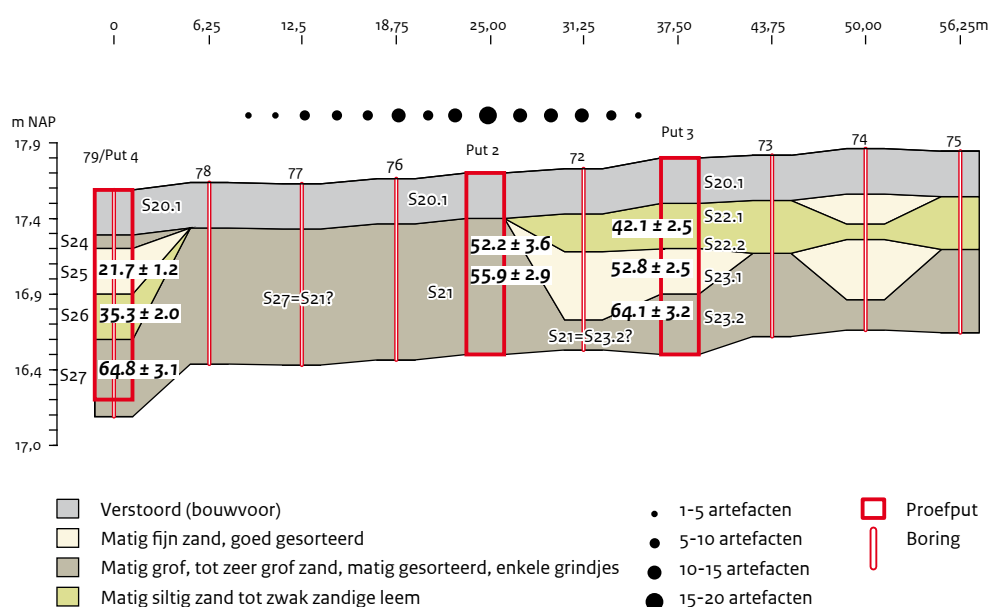 0 6,25 12,5 18,75 25,00 31,25 37,50 43,75 50,00 56,25m
m NAP
17,9
17,4
16,9
16,4
17,0
79/Put 4 78 77 76 Put 2 72 Put 3 73 74 75
S20.1 S20.1 S20.1
S24
S25
S26
S27
21.7 ± 1.2
35.3 ± 2.0
64.8 ± 3.1
S27=S21?
S21
52.2 ± 3.6
55.9 ± 2.9
S21=S23.2?
42.1 ± 2.5
52.8 ± 2.5
64.1 ± 3.2
S22.1
S22.2
S23.1
S23.2
Verstoord (bouwvoor)
Matig fijn zand, goed gesorteerd
Matig grof, tot zeer grof zand, matig gesorteerd, enkele grindjes
Matig siltig zand tot zwak zandige leem
1-5 artefacten
5-10 artefacten
10-15 artefacten
15-20 artefacten
Proefput
Boring